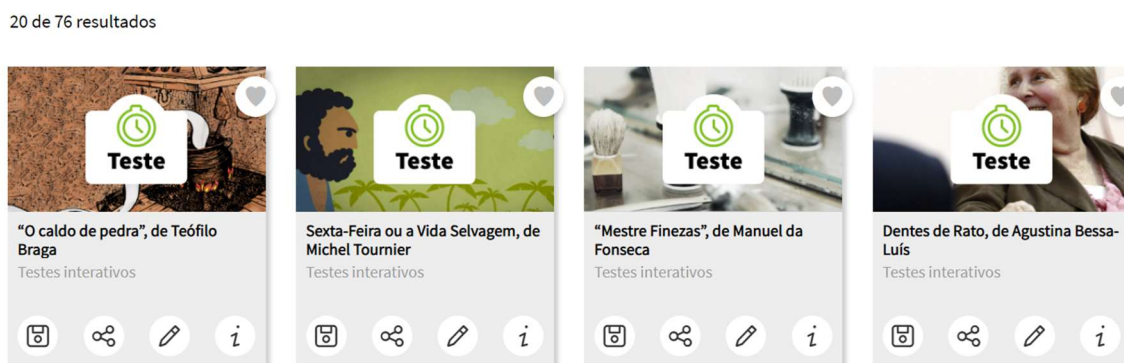 20 de 76 resultados
Teste
Teste
Teste
Teste
“O caldo de pedra”, de Teófilo
Braga
Testes interativos
Sexta-Feira ou a Vida Selvagem, de
Michel Tournier
Testes interativos
“Mestre Finezas”, de Manuel da
Fonseca
Testes interativos
Dentes de Rato, de Agustina Bessa-
Luís
Testes interativos
i
i
i
i